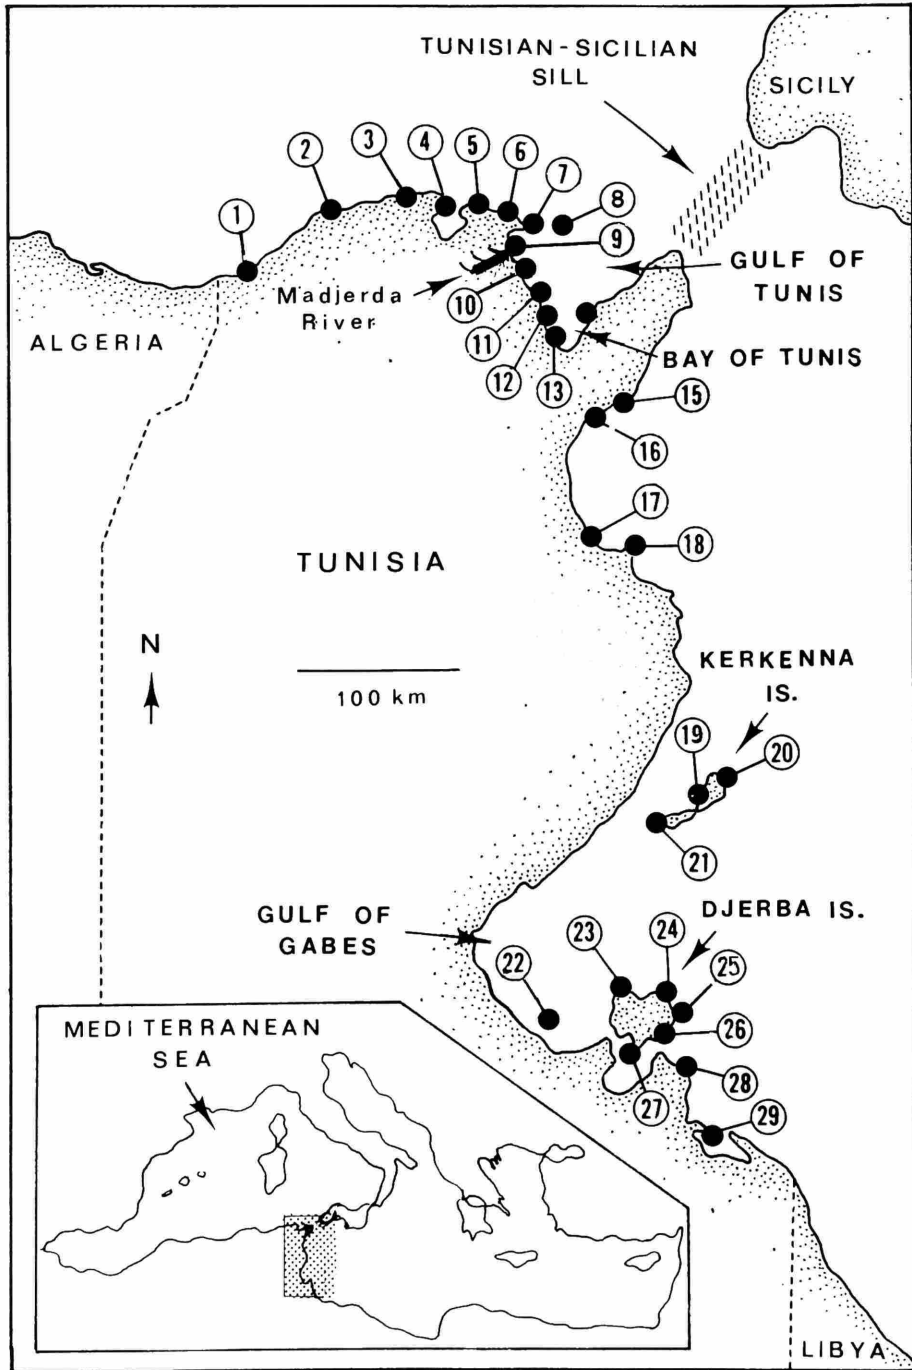 TUNISIAN-SICILIAN
SILL
SICILY
3
4
5
6
2
7
1
8
9
GULF OF
TUNIS
Madjerda
River
10
ALGERIA
11
BAY OF TUNIS
12
13
15
16
17
18
TUNISIA
N
KERKENNA
IS.
100 km
19
20
21
DJERBA IS.
GULF OF
GABES
23
24
22
25
26
27
28
29
MEDITERRANEAN
SEA
LIBYA